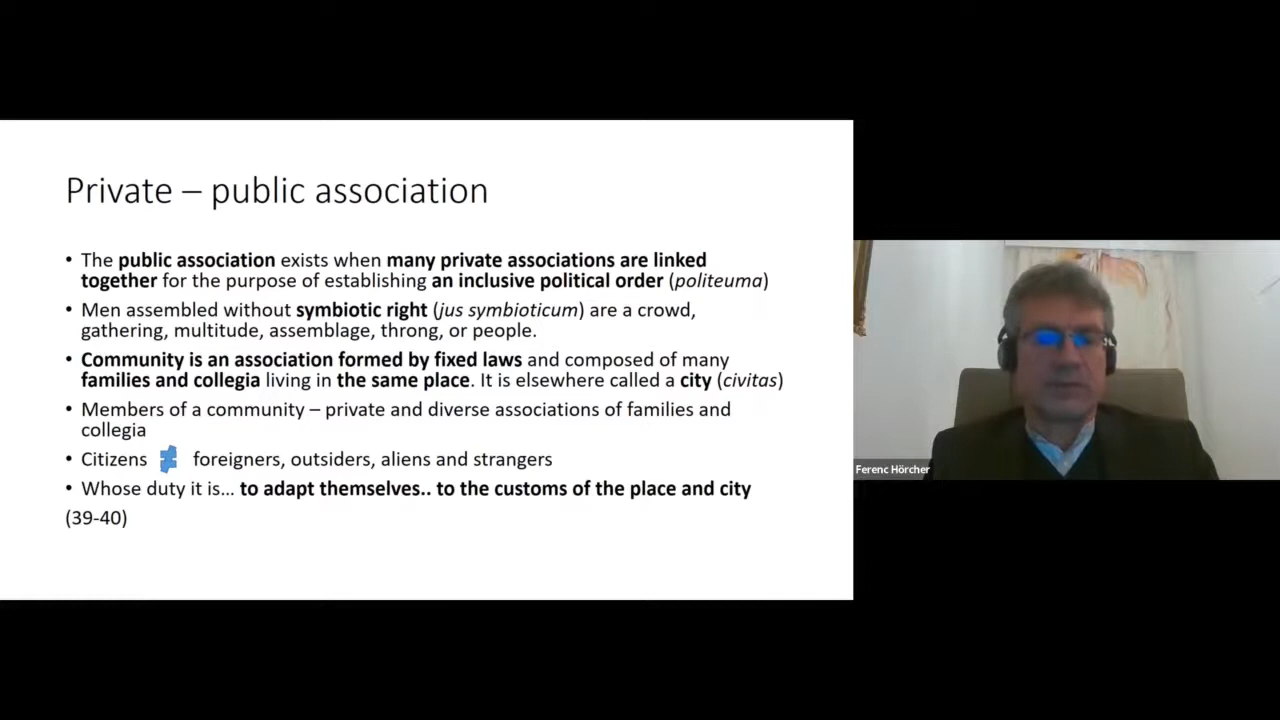 Private – public association
• The public association exists when many private associations are linked
together for the purpose of establishing an inclusive political order (politeuma)
• Men assembled without symbiotic right (jus symbioticum) are a crowd,
gathering, multitude, assemblage, throng, or people.
• Community is an association formed by fixed laws and composed of many
families and collegia living in the same place. It is elsewhere called a city (civitas)
• Members of a community – private and diverse associations of families and
collegia
• Citizens ≠ foreigners, outsiders, aliens and strangers
• Whose duty it is… to adapt themselves.. to the customs of the place and city
(39-40)
Ferenc Hörcher